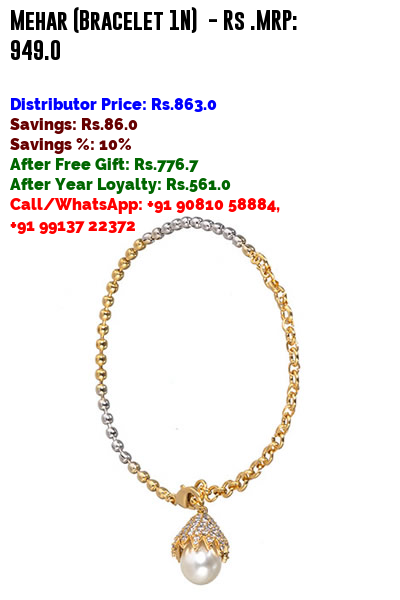 Mehar (Bracelet 1N) - Rs .MRP:
949.0
Distributor Price: Rs.863.0
Savings: Rs.86.0
Savings %: 10%
After Free Gift: Rs.776.7
After Year Loyalty: Rs.561.0
Call/WhatsApp: +91 90810 58884,
+91 99137 22372